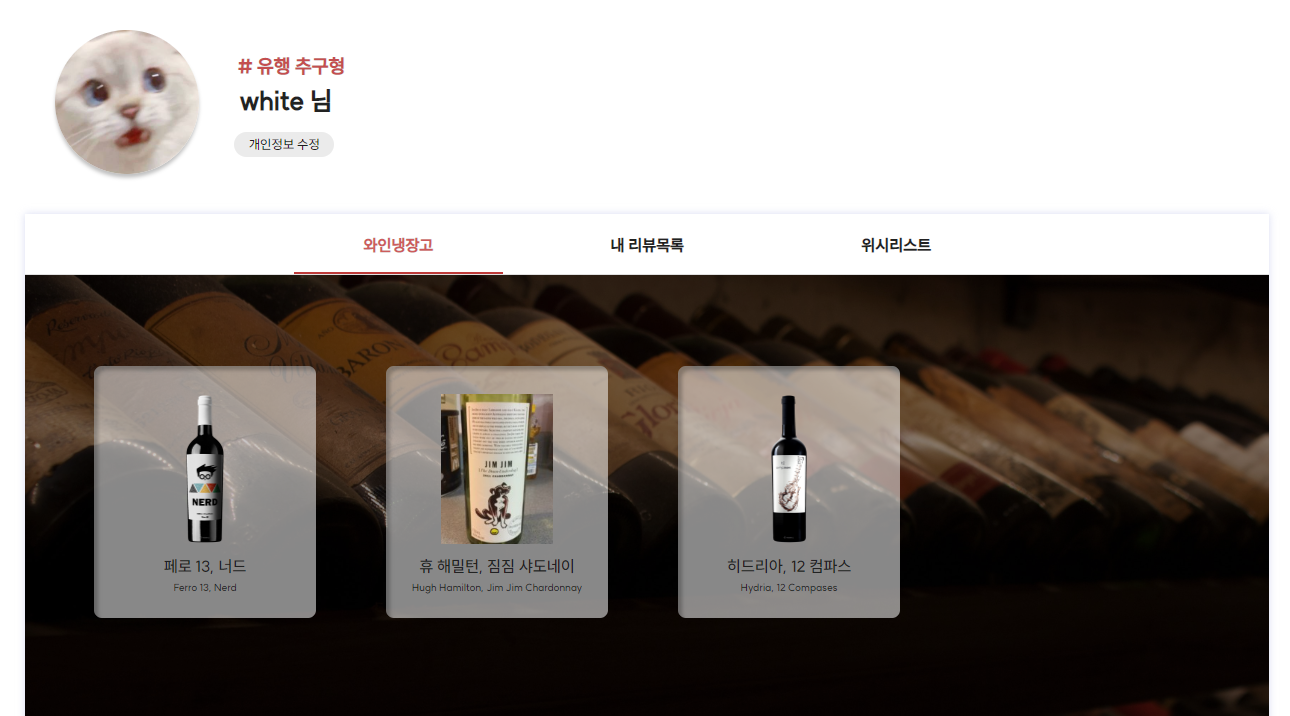 # 유행 추구형
white 님
개인정보 수정
와인냉장고
내 리뷰목록
위시리스트
BARON
NERD
JIM JIM
페로 13, 너드
Ferro 13, Nerd
휴 해밀턴, 짐짐 샤도네이
Hugh Hamilton, Jim Jim Chardonnay
히드리아, 12 컴파스
Hydria, 12 Compases